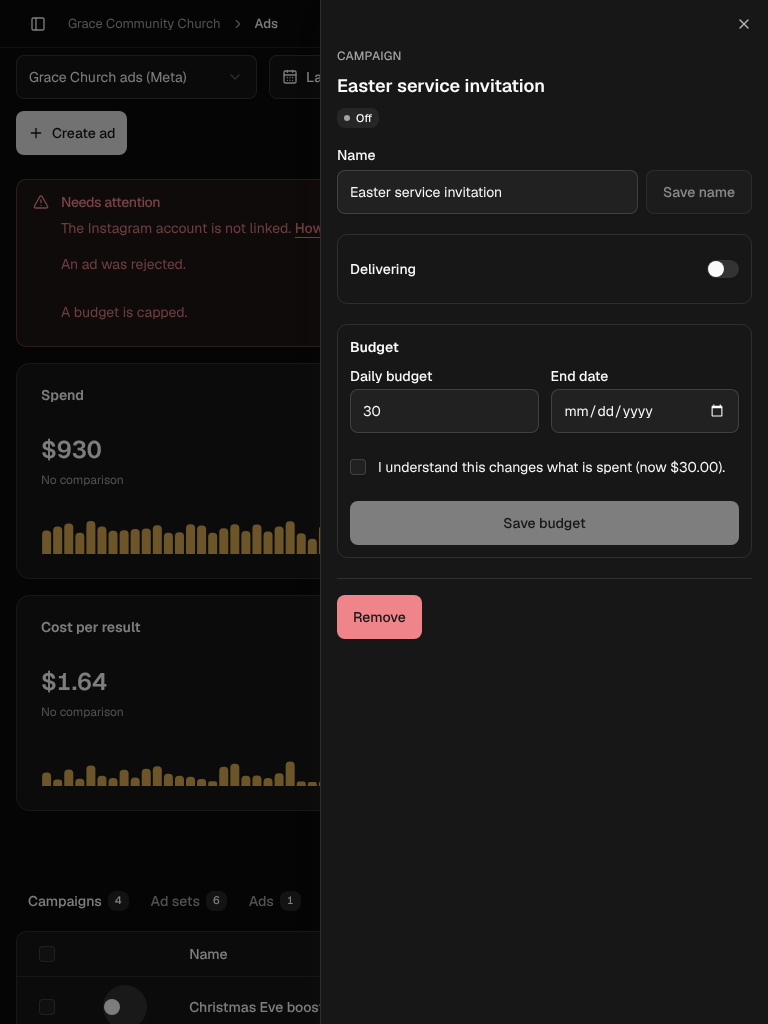 Grace Community Church > Ads
Grace Church ads (Meta)
La
+ Create ad
Needs attention
The Instagram account is not linked. How
An ad was rejected.
A budget is capped.
Spend
$930
No comparison
Cost per result
$1.64
No comparison
Campaigns 4 Ad sets 6 Ads 1
Name
Christmas Eve boos
CAMPAIGN
Easter service invitation
Off
Name
Easter service invitation
Save name
Delivering
Budget
Daily budget
End date
30
mm/dd/yyyy
I understand this changes what is spent (now $30.00).
Save budget
Remove